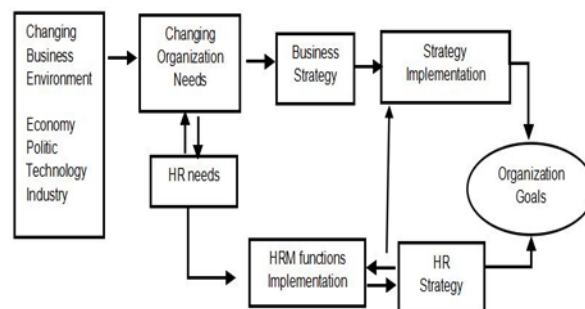 Changing
Business
Environment
Economy
Politic
Technology
Industry
Changing
Organization
Needs
Business
Strategy
Strategy
Implementation
HR needs
Organization
Goals
HRM functions
Implementation
HR
Strategy